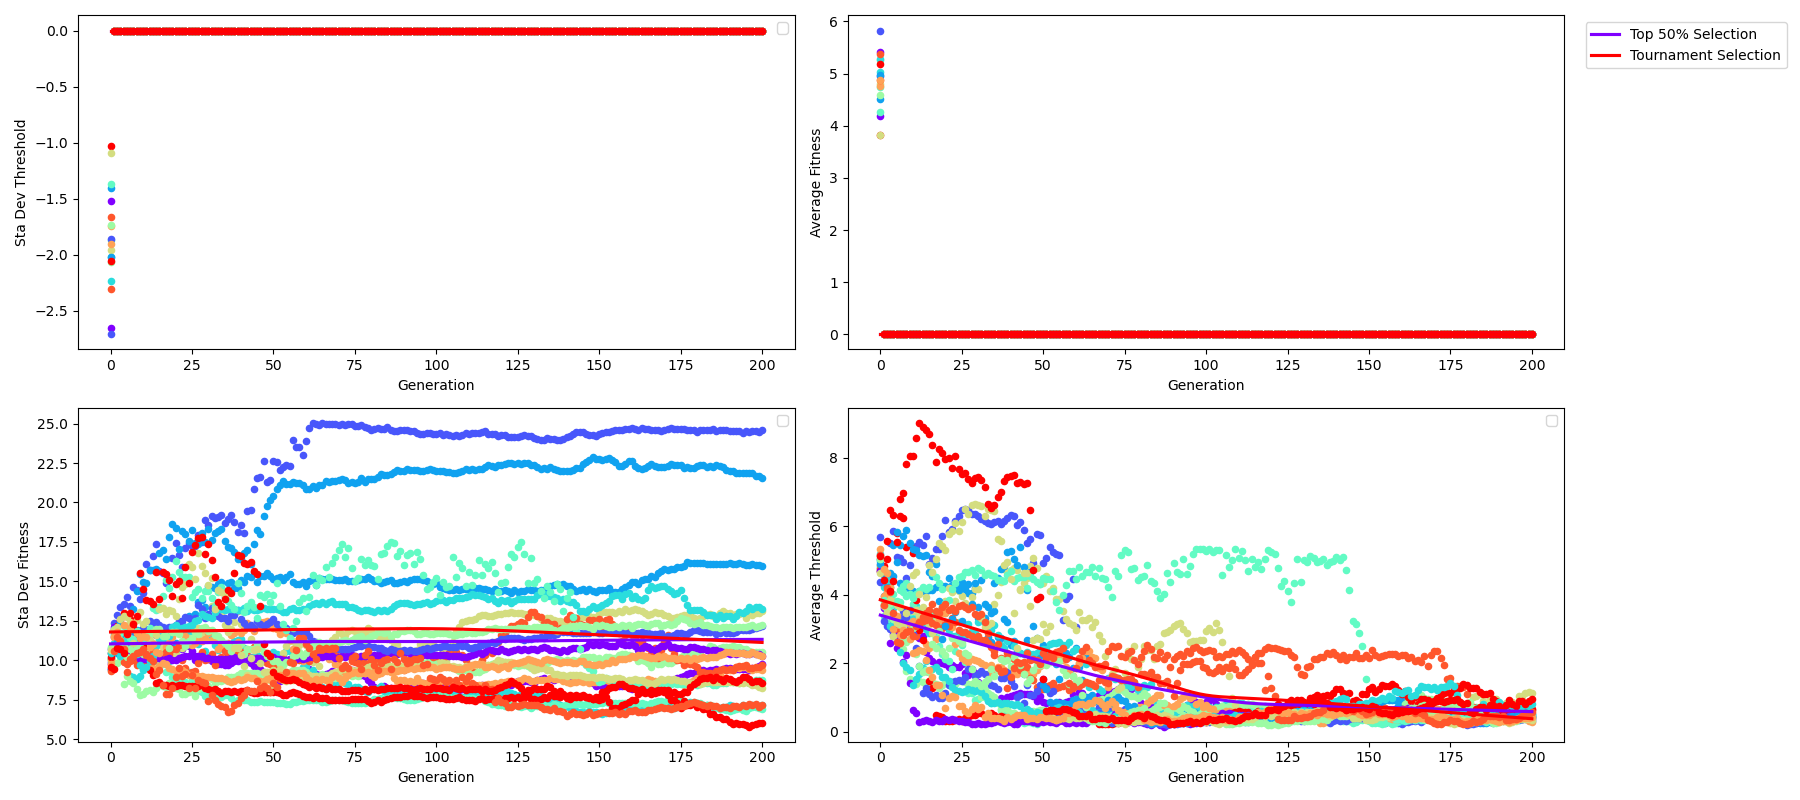 0.0
−0.5
−1.0
−1.5
−2.0
−2.5
Sta Dev Threshold
0 25 50 75 100 125 150 175 200
Generation
6
5
4
3
2
1
0
Average Fitness
0 25 50 75 100 125 150 175 200
Generation
Top 50% Selection
Tournament Selection
25.0
22.5
20.0
17.5
15.0
12.5
10.0
7.5
5.0
Sta Dev Fitness
0 25 50 75 100 125 150 175 200
Generation
8
6
4
2
0
Average Threshold
0 25 50 75 100 125 150 175 200
Generation